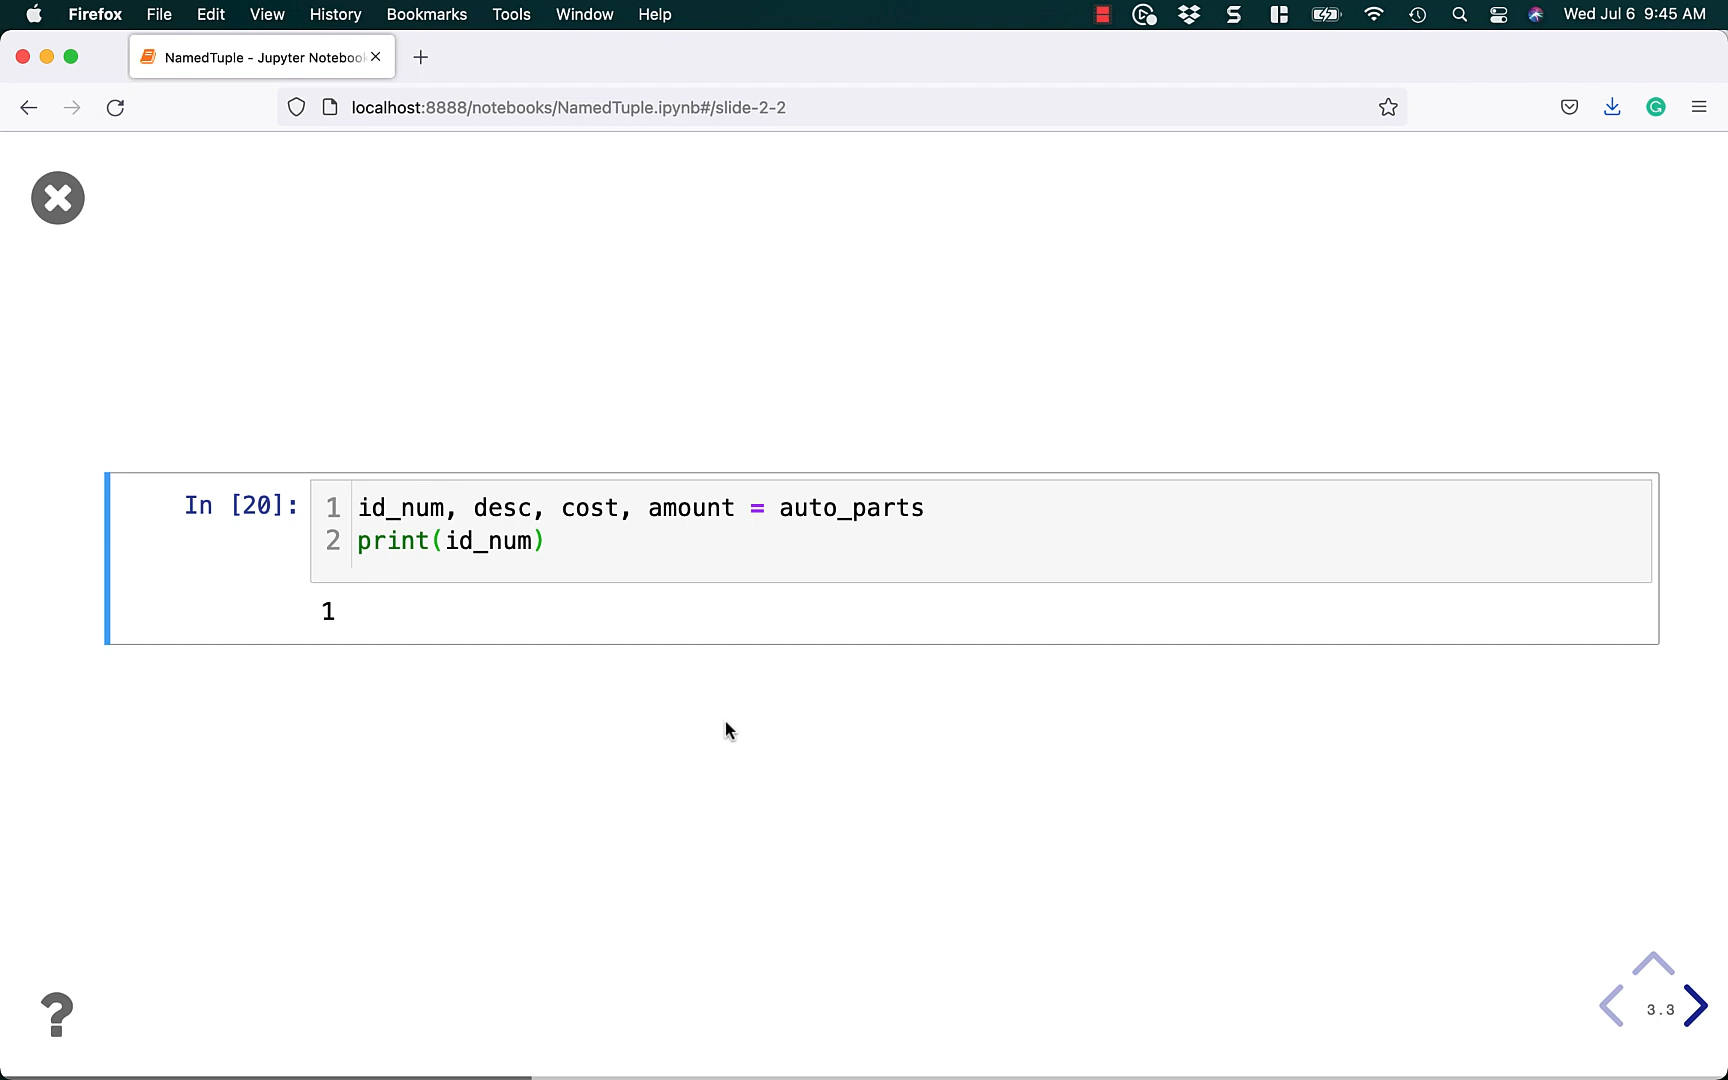 Firefox File Edit View History Bookmarks Tools Window Help Wed Jul 6 9:45 AM
NamedTuple - Jupyter Noteboo
localhost:8888/notebooks/NamedTuple.ipynb#/slide-2-2
In [20]: 1 id_num, desc, cost, amount = auto_parts
2 print(id_num)
1
?
3.3